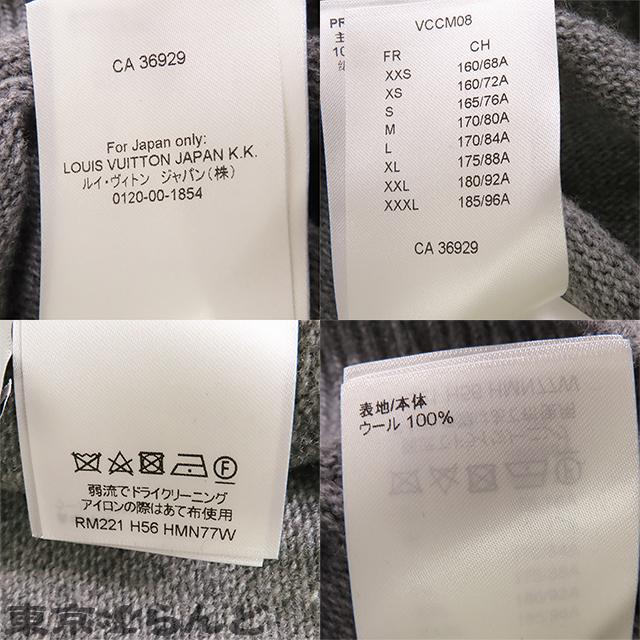 CA 36929
For Japan only:
LOUIS VUITTON JAPAN K.K.
ルイ・ヴィトン ジャパン(株)
0120-00-1854
VCCM08
FR CH
XXS 160/68A
XS 160/72A
S 165/76A
M 170/80A
L 170/84A
XL 175/88A
XXL 180/92A
XXXL 185/96A
CA 36929
弱流でドライクリーニング
アイロンの際はあて布使用
RM221 H56 HMN77W
表地/本体
ウール 100%